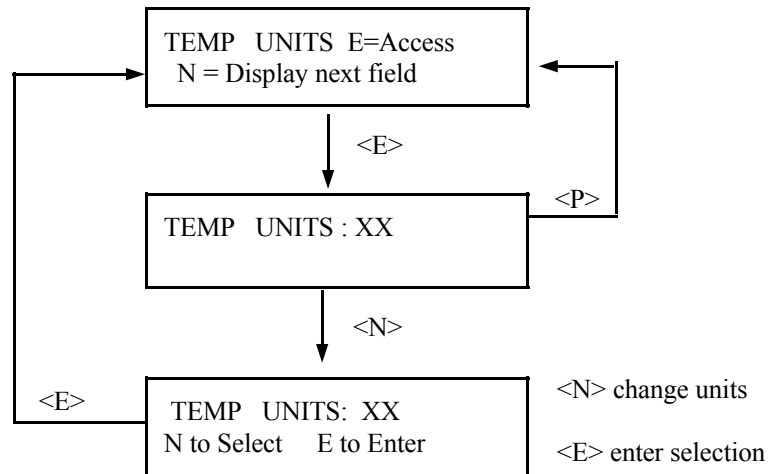 TEMP UNITS E=Access
N = Display next field
<E>
<P>
TEMP UNITS : XX
<N>
<E>
TEMP UNITS: XX
N to Select E to Enter
<N> change units
<E> enter selection